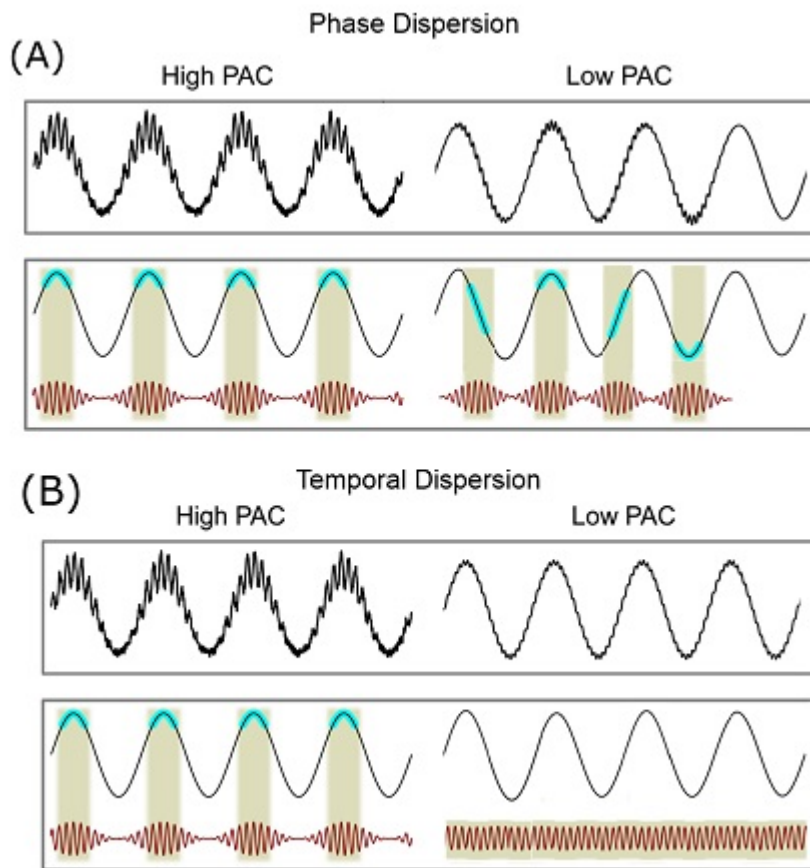 Phase Dispersion
(A)
High PAC Low PAC
Temporal Dispersion
(B)
High PAC Low PAC